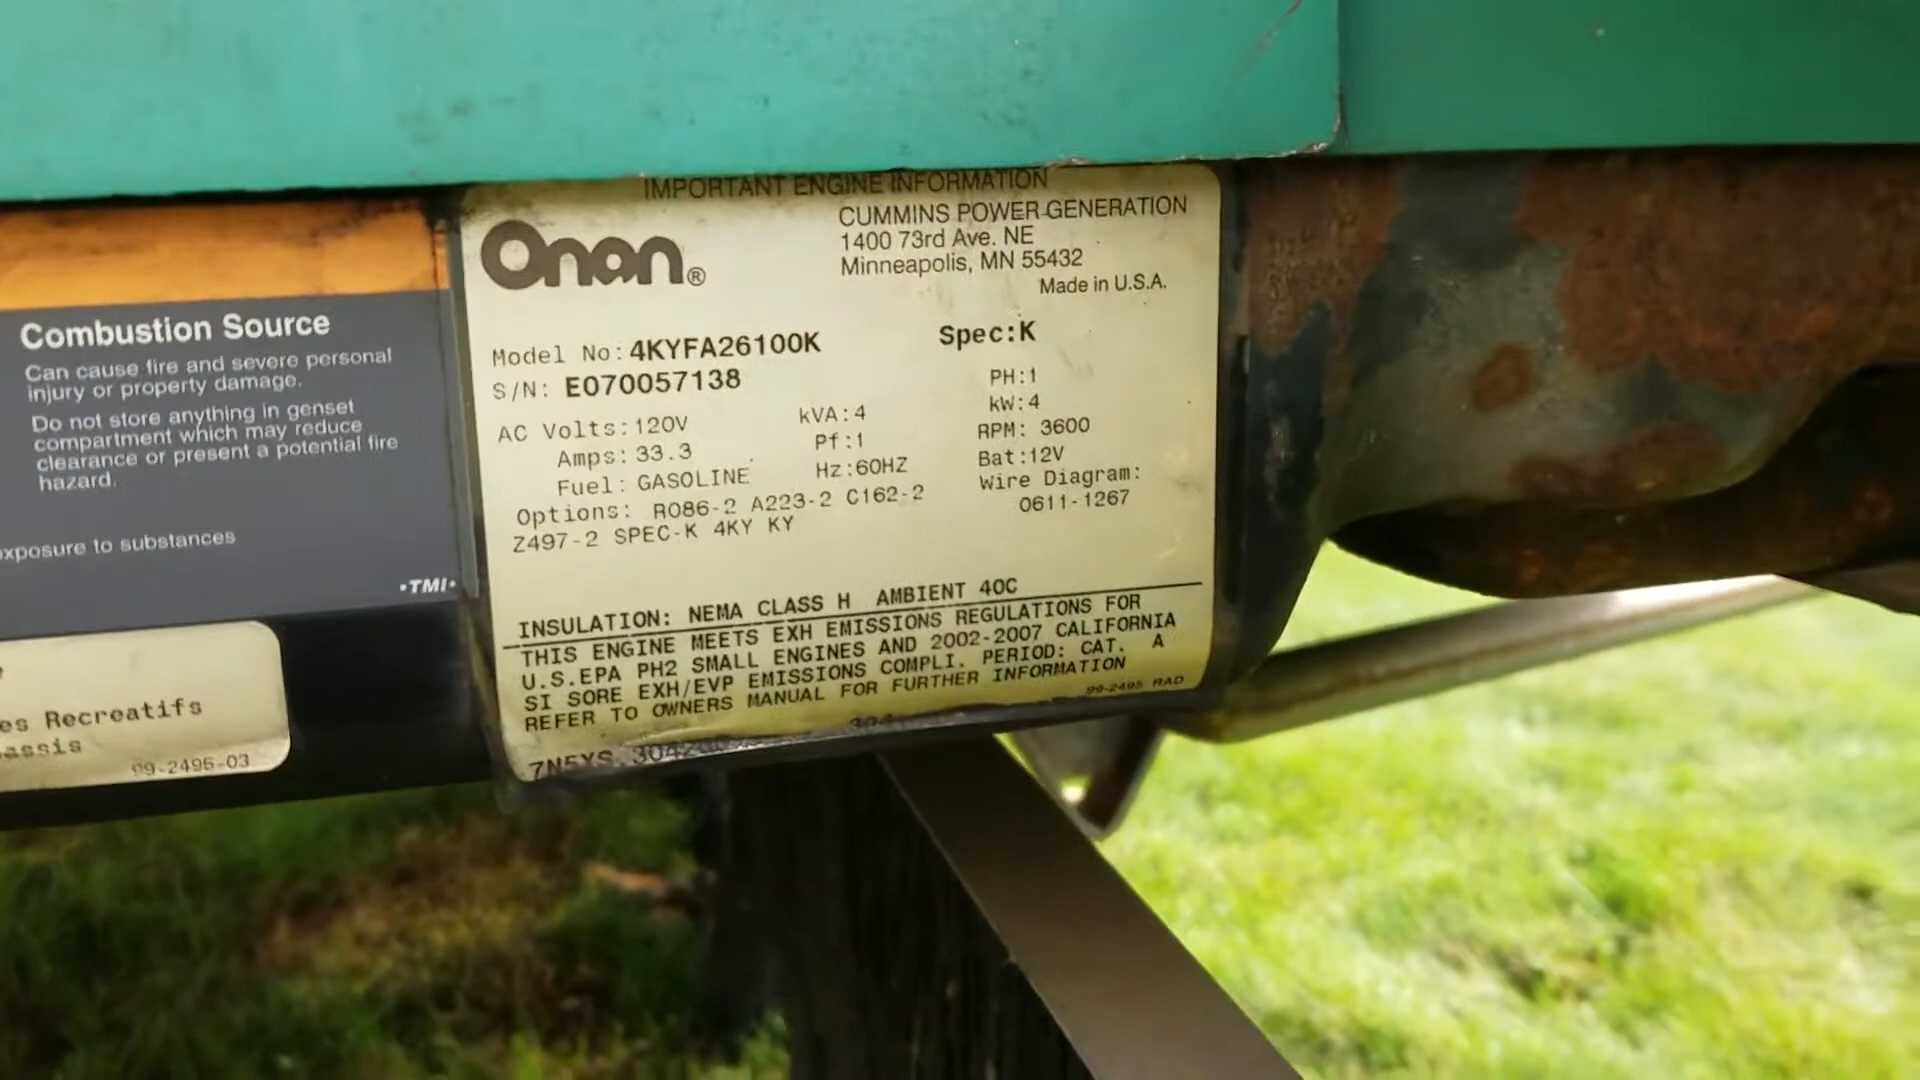 Combustion Source
Can cause fire and severe personal
injury or property damage.
Do not store anything in genset
compartment which may reduce
clearance or present a potential fire
hazard.
exposure to substances
•TMI•
es Recreatifs
assis
99-2495-03
IMPORTANT ENGINE INFORMATION
Onan®
CUMMINS POWER GENERATION
1400 73rd Ave. NE
Minneapolis, MN 55432
Made in U.S.A.
Model No: 4KYFA26100K
Spec:K
S/N: E070057138
PH:1
AC Volts: 120V
kVA:4
kW:4
Amps: 33.3
Pf:1
RPM: 3600
Fuel: GASOLINE
Hz:60HZ
Bat:12V
Options: R086-2 A223-2 C162-2
Wire Diagram:
Z497-2 SPEC-K 4KY KY
0611-1267
INSULATION: NEMA CLASS H AMBIENT 40C
THIS ENGINE MEETS EXH EMISSIONS REGULATIONS FOR
U.S.EPA PH2 SMALL ENGINES AND 2002-2007 CALIFORNIA
SI SORE EXH/EVP EMISSIONS COMPLI. PERIOD: CAT. A
REFER TO OWNERS MANUAL FOR FURTHER INFORMATION
99-2495 RAD
7N5XS.304
304